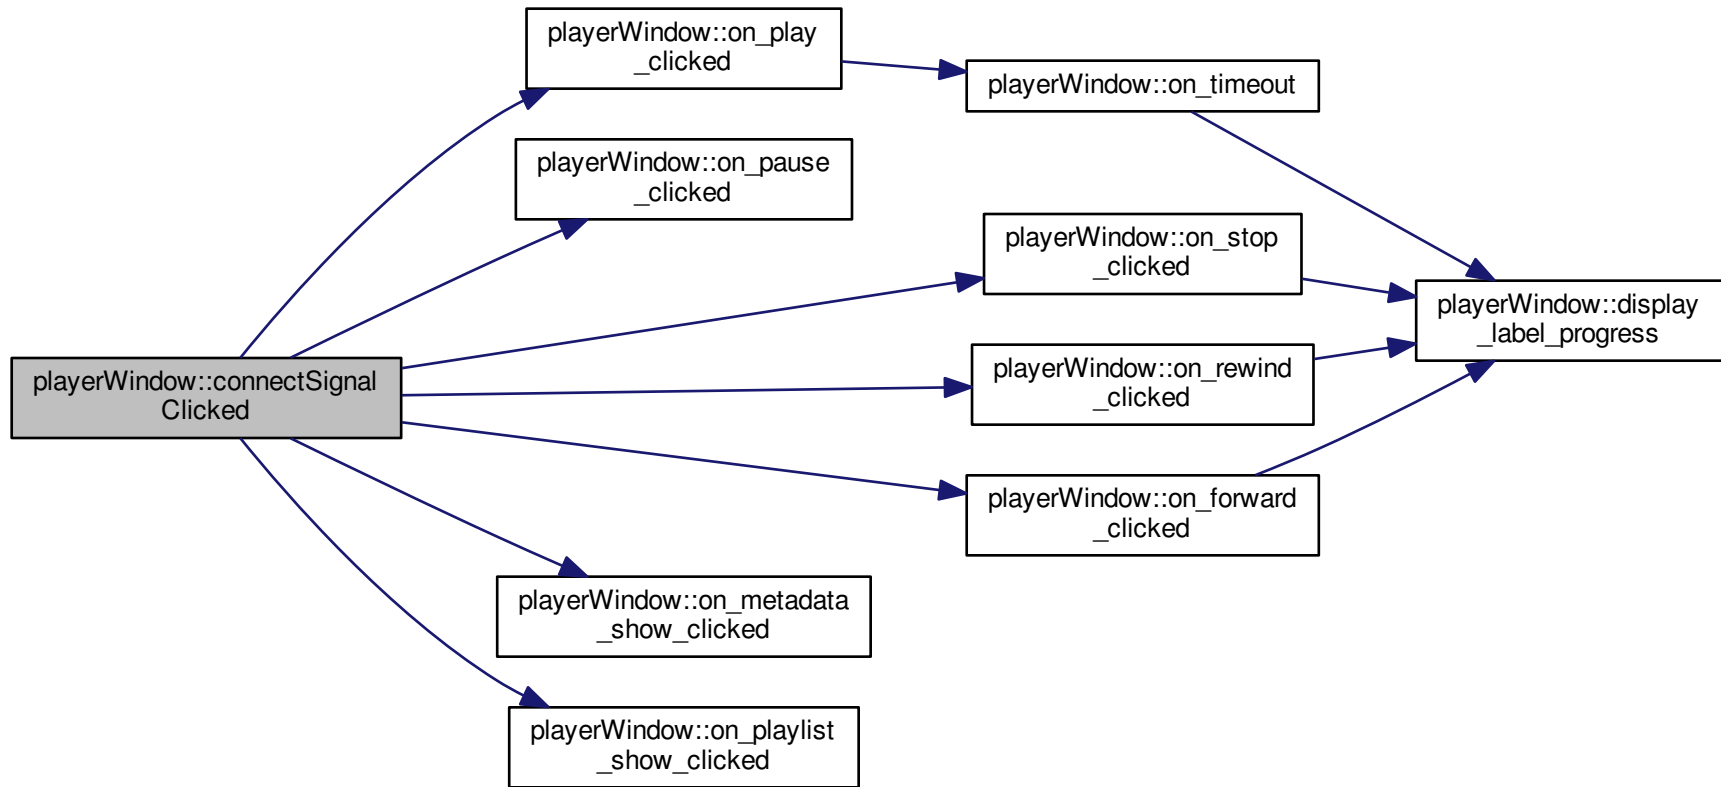 playerWindow::on_play
_clicked
playerWindow::on_timeout
playerWindow::on_pause
_clicked
playerWindow::on_stop
_clicked
playerWindow::display
_label_progress
playerWindow::connectSignal
Clicked
playerWindow::on_rewind
_clicked
playerWindow::on_forward
_clicked
playerWindow::on_metadata
_show_clicked
playerWindow::on_playlist
_show_clicked